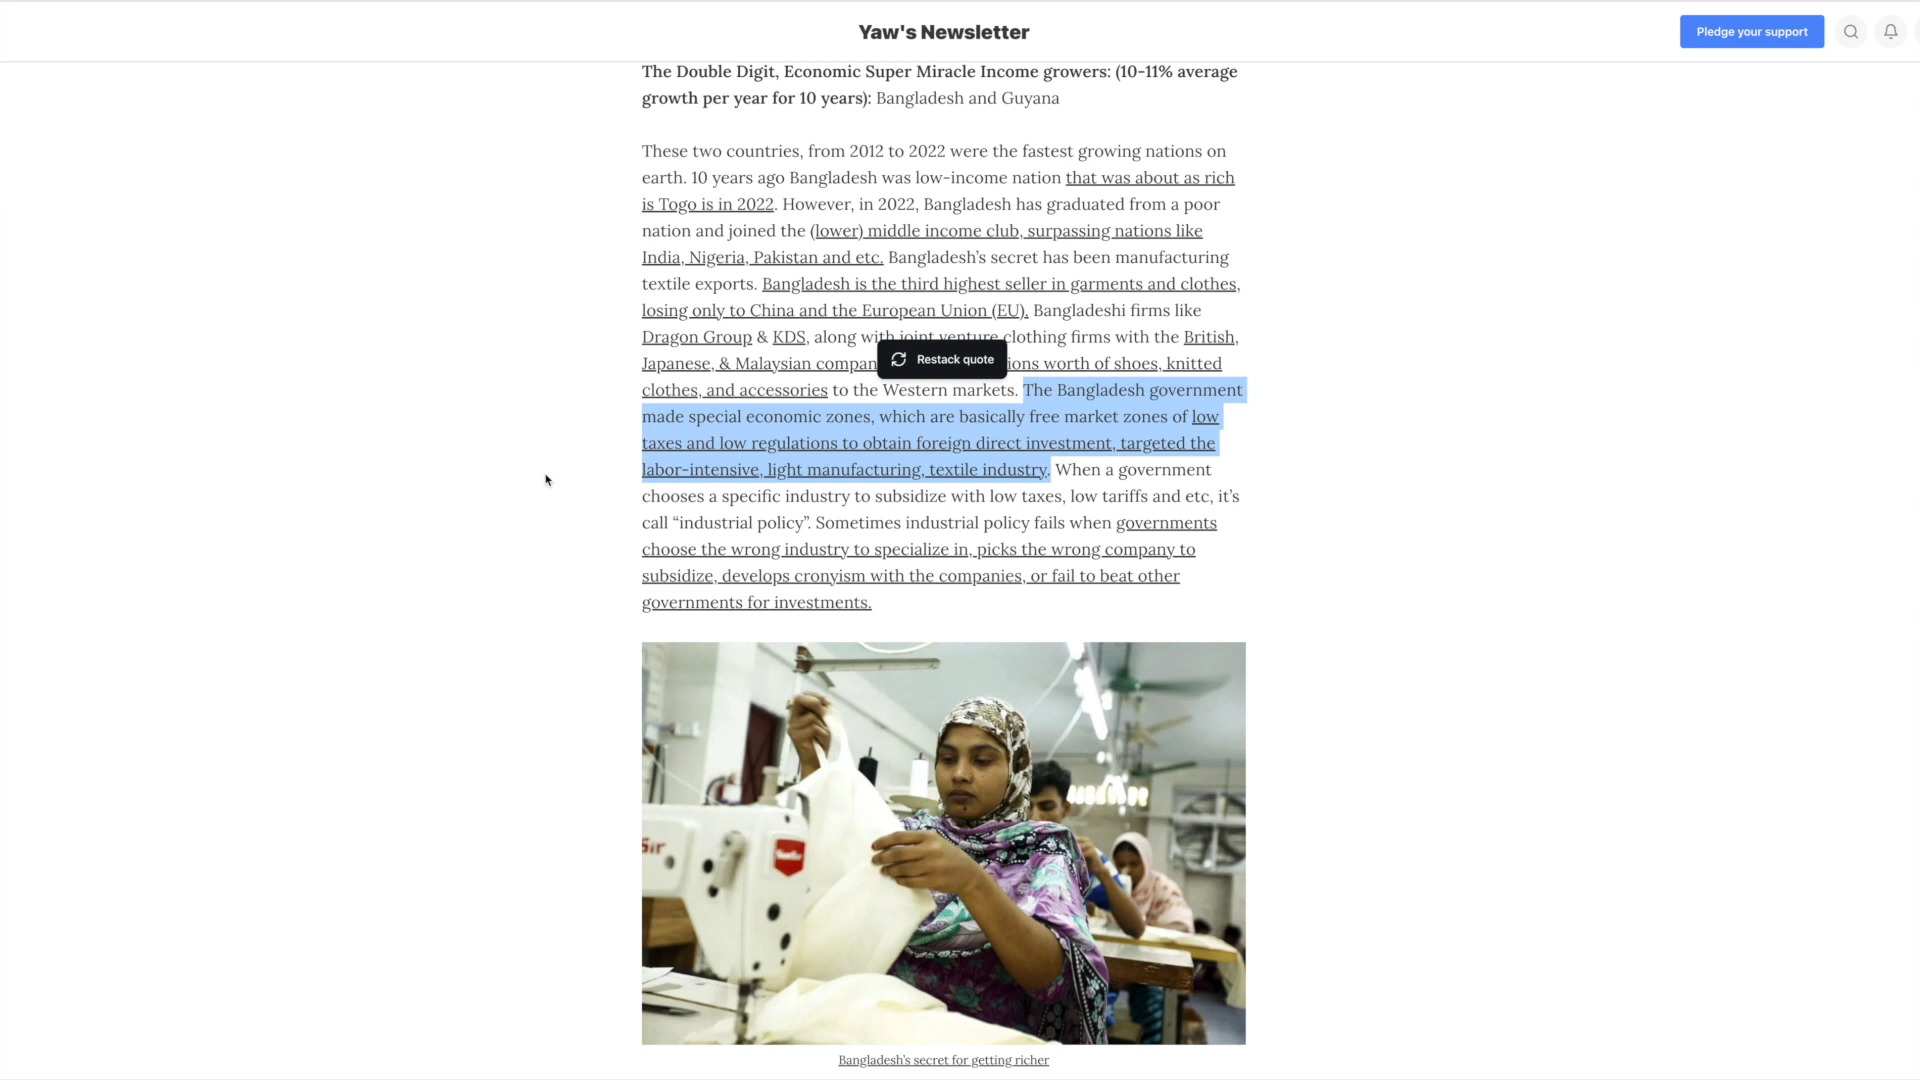 Yaw's Newsletter
Pledge your support
The Double Digit, Economic Super Miracle Income growers: (10-11% average
growth per year for 10 years): Bangladesh and Guyana
These two countries, from 2012 to 2022 were the fastest growing nations on
earth. 10 years ago Bangladesh was low-income nation that was about as rich
is Togo is in 2022. However, in 2022, Bangladesh has graduated from a poor
nation and joined the (lower) middle income club, surpassing nations like
India, Nigeria, Pakistan and etc. Bangladesh’s secret has been manufacturing
textile exports. Bangladesh is the third highest seller in garments and clothes,
losing only to China and the European Union (EU). Bangladeshi firms like
Dragon Group & KDS, along with joint venture clothing firms with the British,
Japanese, & Malaysian compan ions worth of shoes, knitted
Restack quote
clothes, and accessories to the Western markets. The Bangladesh government
made special economic zones, which are basically free market zones of low
taxes and low regulations to obtain foreign direct investment, targeted the
labor-intensive, light manufacturing, textile industry. When a government
chooses a specific industry to subsidize with low taxes, low tariffs and etc, it’s
call “industrial policy”. Sometimes industrial policy fails when governments
choose the wrong industry to specialize in, picks the wrong company to
subsidize, develops cronyism with the companies, or fail to beat other
governments for investments.
Bangladesh’s secret for getting richer